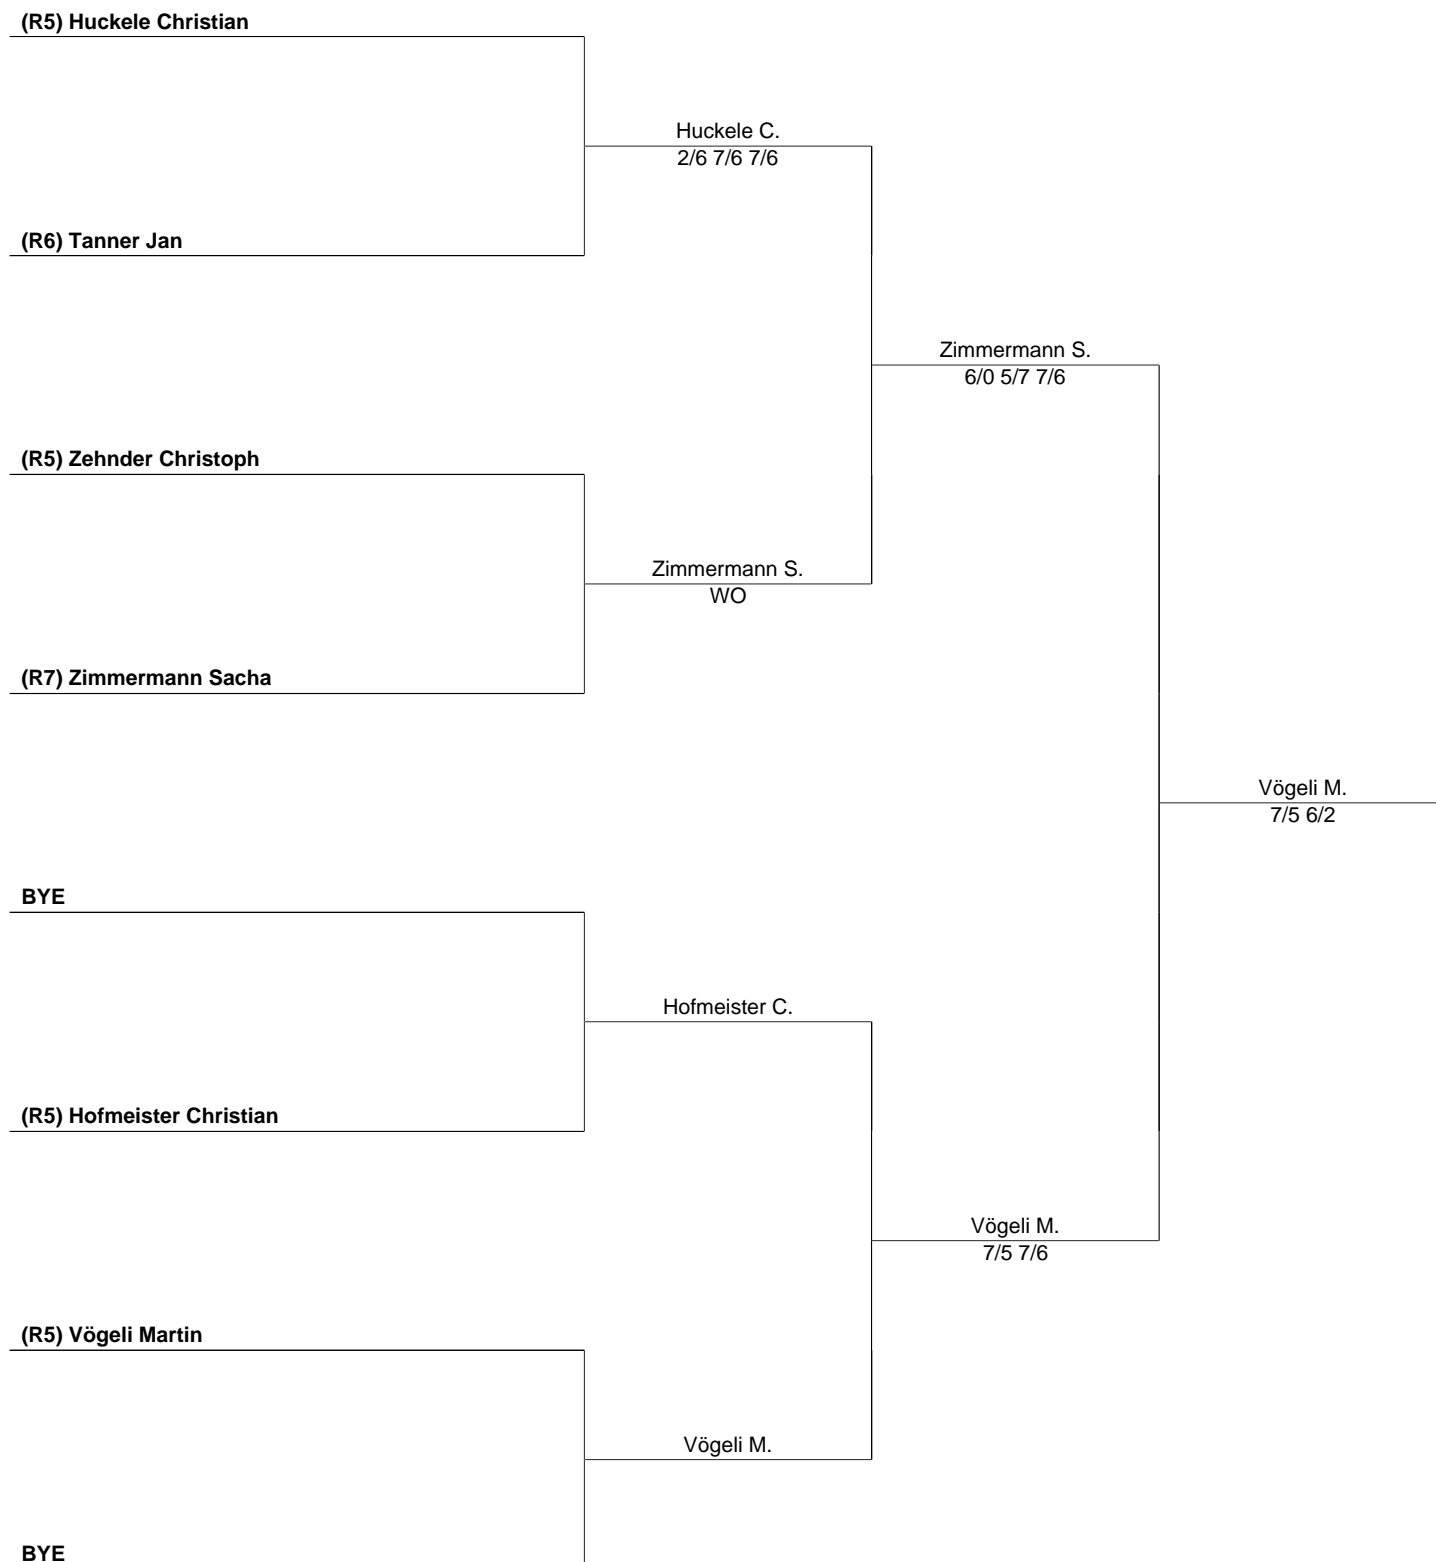 (R5) Huckele Christian
Huckele C.
2/6 7/6 7/6
(R6) Tanner Jan
Zimmermann S.
6/0 5/7 7/6
(R5) Zehnder Christoph
Zimmermann S.
WO
(R7) Zimmermann Sacha
Vögeli M.
7/5 6/2
BYE
Hofmeister C.
(R5) Hofmeister Christian
Vögeli M.
7/5 7/6
(R5) Vögeli Martin
Vögeli M.
BYE